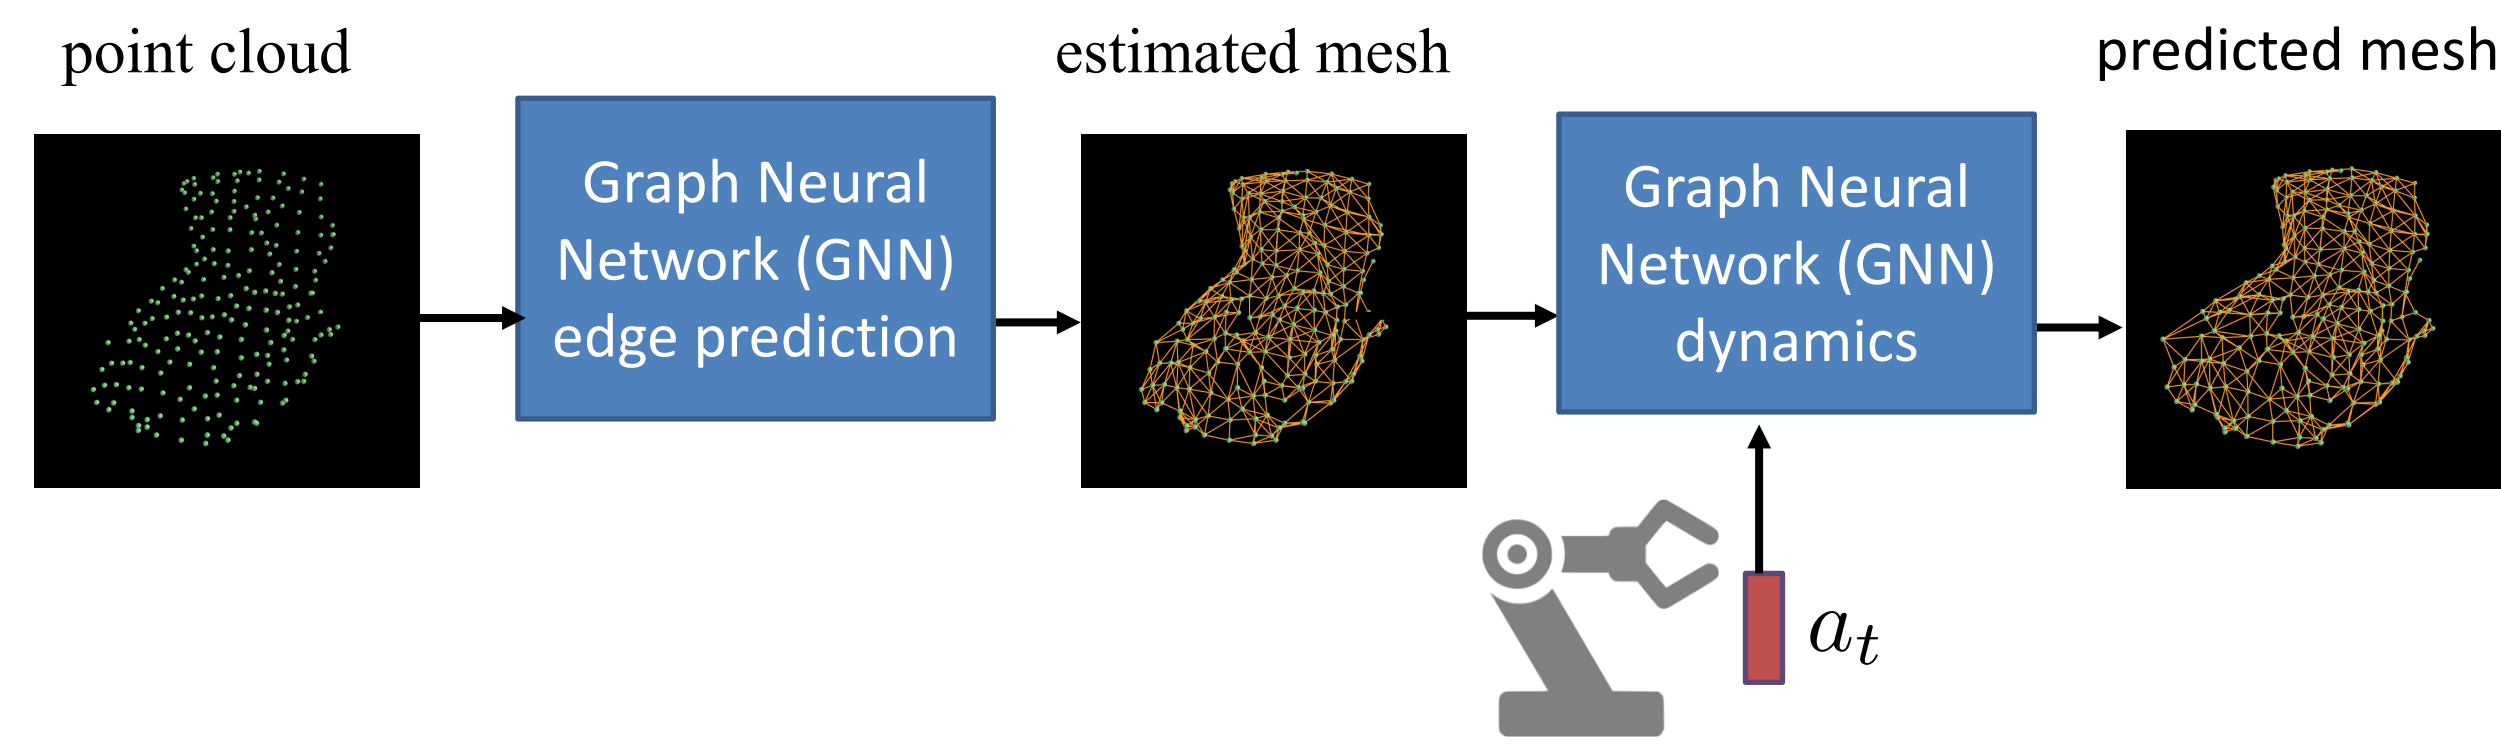 point cloud
estimated mesh
predicted mesh
Graph Neural
Network (GNN)
edge prediction
Graph Neural
Network (GNN)
dynamics
a_t